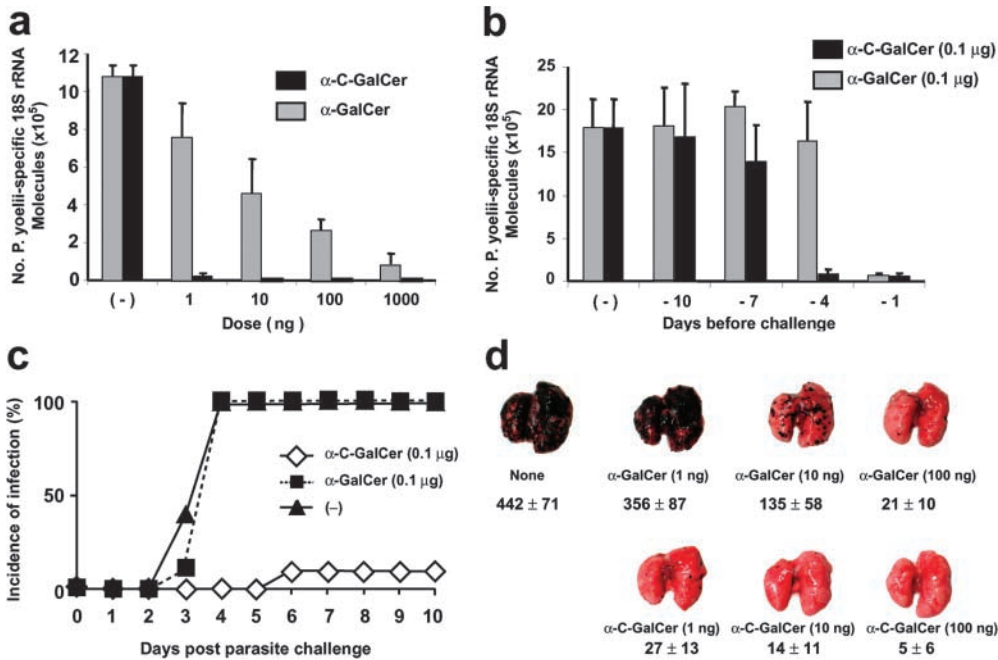 a
No. P. yoelii-specific 18S rRNA
Molecules (x10⁵)
12
10
8
6
4
2
0
α-C-GalCer
α-GalCer
(-)
1
10
100
1000
Dose ( ng )
b
No. P. yoelii-specific 18S rRNA
Molecules (x10⁵)
25
20
15
10
5
0
α-C-GalCer (0.1 μg)
α-GalCer (0.1 μg)
(-)
- 10
- 7
- 4
- 1
Days before challenge
c
Incidence of infection (%)
100
50
0
α-C-GalCer (0.1 μg)
α-GalCer (0.1 μg)
(–)
0 1 2 3 4 5 6 7 8 9 10
Days post parasite challenge
d
None
442 ± 71
α-GalCer (1 ng)
356 ± 87
α-GalCer (10 ng)
135 ± 58
α-GalCer (100 ng)
21 ± 10
α-C-GalCer (1 ng)
27 ± 13
α-C-GalCer (10 ng)
14 ± 11
α-C-GalCer (100 ng)
5 ± 6